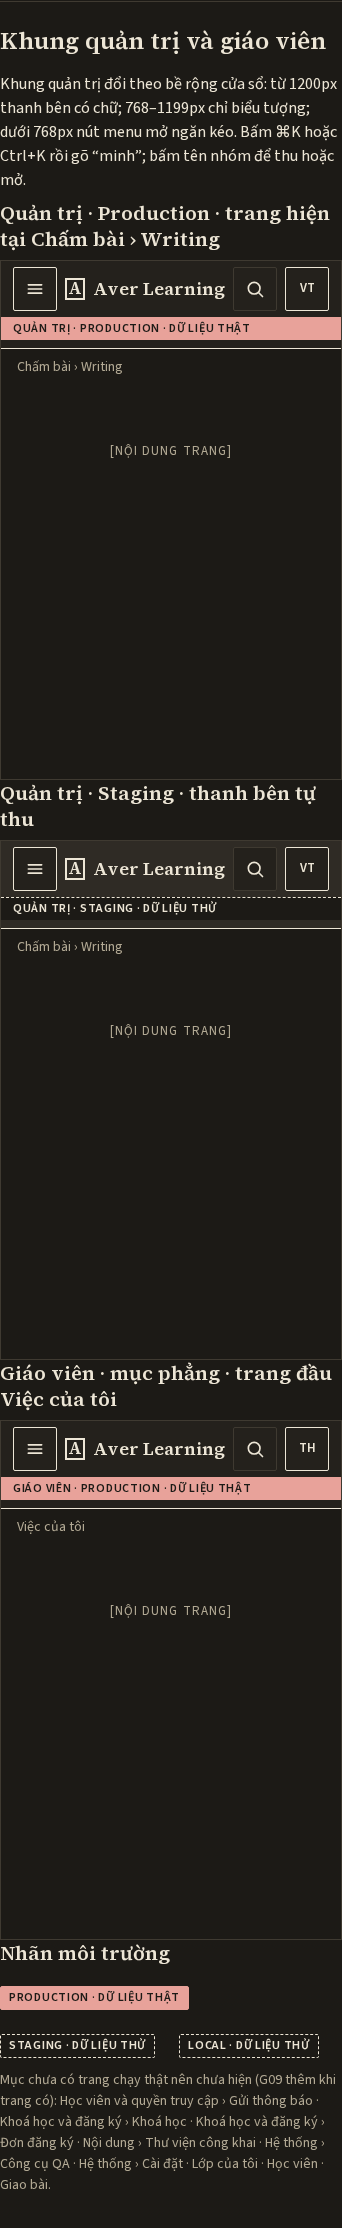 Khung quản trị và giáo viên
Khung quản trị đổi theo bề rộng cửa sổ: từ 1200px
thanh bên có chữ; 768–1199px chỉ biểu tượng;
dưới 768px nút menu mở ngăn kéo. Bấm ⌘K hoặc
Ctrl+K rồi gõ “minh”; bấm tên nhóm để thu hoặc
mở.
Quản trị · Production · trang hiện
tại Chấm bài › Writing
A Aver Learning VT
QUẢN TRỊ · PRODUCTION · DỮ LIỆU THẬT
Chấm bài › Writing
[NỘI DUNG TRANG]
Quản trị · Staging · thanh bên tự
thu
A Aver Learning VT
QUẢN TRỊ · STAGING · DỮ LIỆU THỬ
Chấm bài › Writing
[NỘI DUNG TRANG]
Giáo viên · mục phẳng · trang đầu
Việc của tôi
A Aver Learning TH
GIÁO VIÊN · PRODUCTION · DỮ LIỆU THẬT
Việc của tôi
[NỘI DUNG TRANG]
Nhãn môi trường
PRODUCTION · DỮ LIỆU THẬT
STAGING · DỮ LIỆU THỬ LOCAL · DỮ LIỆU THỬ
Mục chưa có trang chạy thật nên chưa hiện (G09 thêm khi
trang có): Học viên và quyền truy cập › Gửi thông báo ·
Khoá học và đăng ký › Khoá học · Khoá học và đăng ký ›
Đơn đăng ký · Nội dung › Thư viện công khai · Hệ thống ›
Công cụ QA · Hệ thống › Cài đặt · Lớp của tôi · Học viên ·
Giao bài.